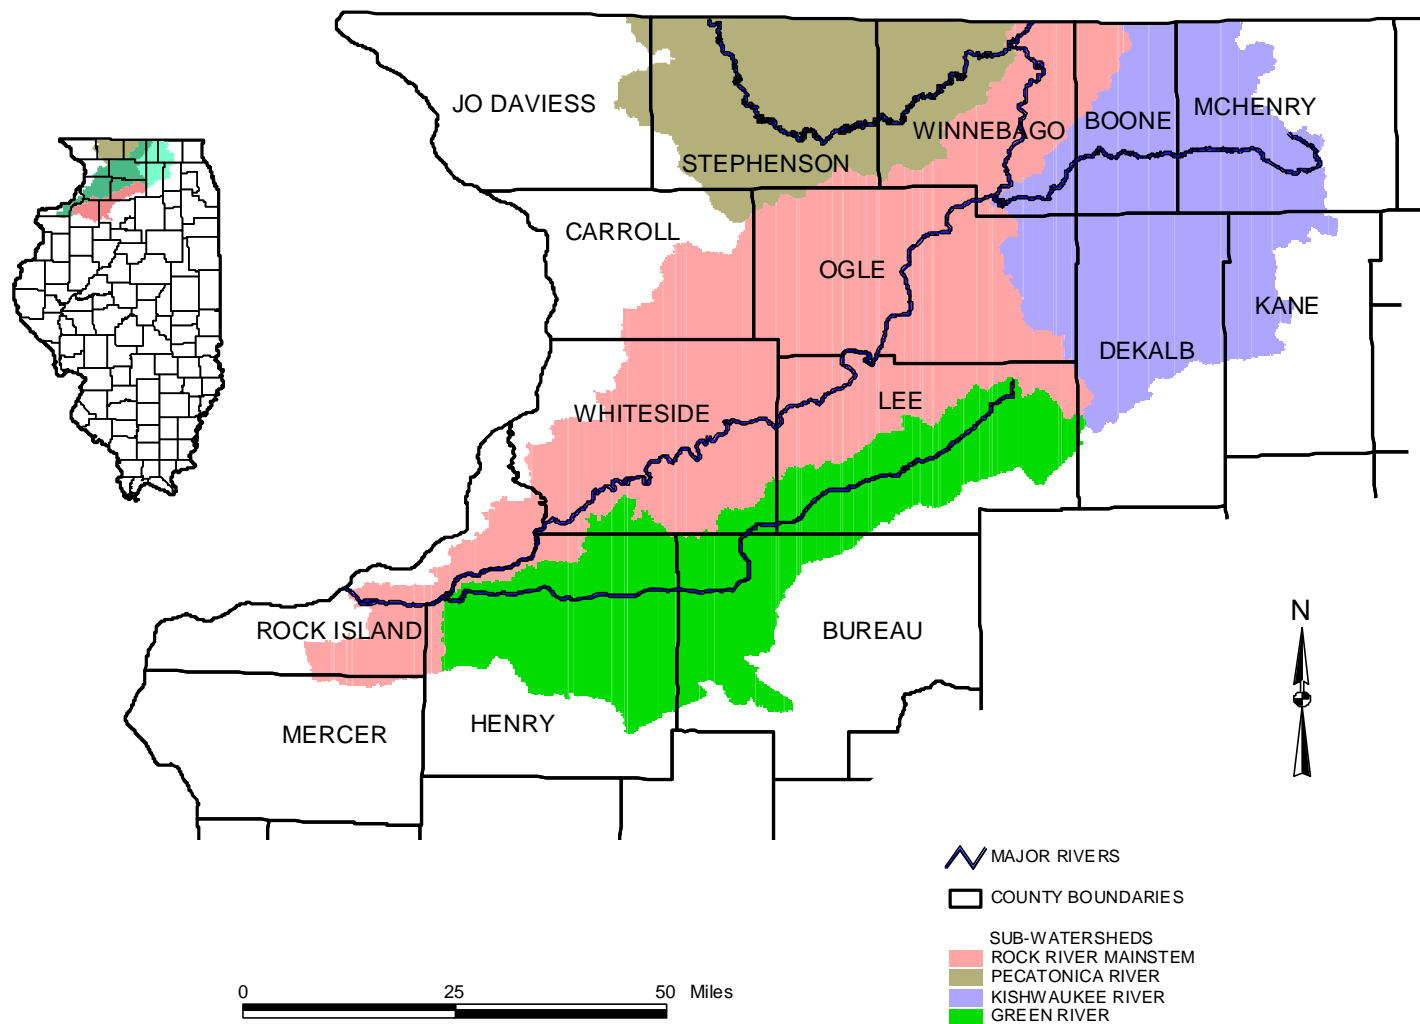 JO DAVIESS
STEPHENSON
WINNEBAGO
BOONE
MCHENRY
CARROLL
OGLE
DEKALB
KANE
WHITESIDE
LEE
ROCK ISLAND
BUREAU
MERCER
HENRY
N
MAJOR RIVERS
COUNTY BOUNDARIES
SUB-WATERSHEDS
ROCK RIVER MAINSTEM
PECATONICA RIVER
KISHWAUKEE RIVER
GREEN RIVER
0 25 50 Miles